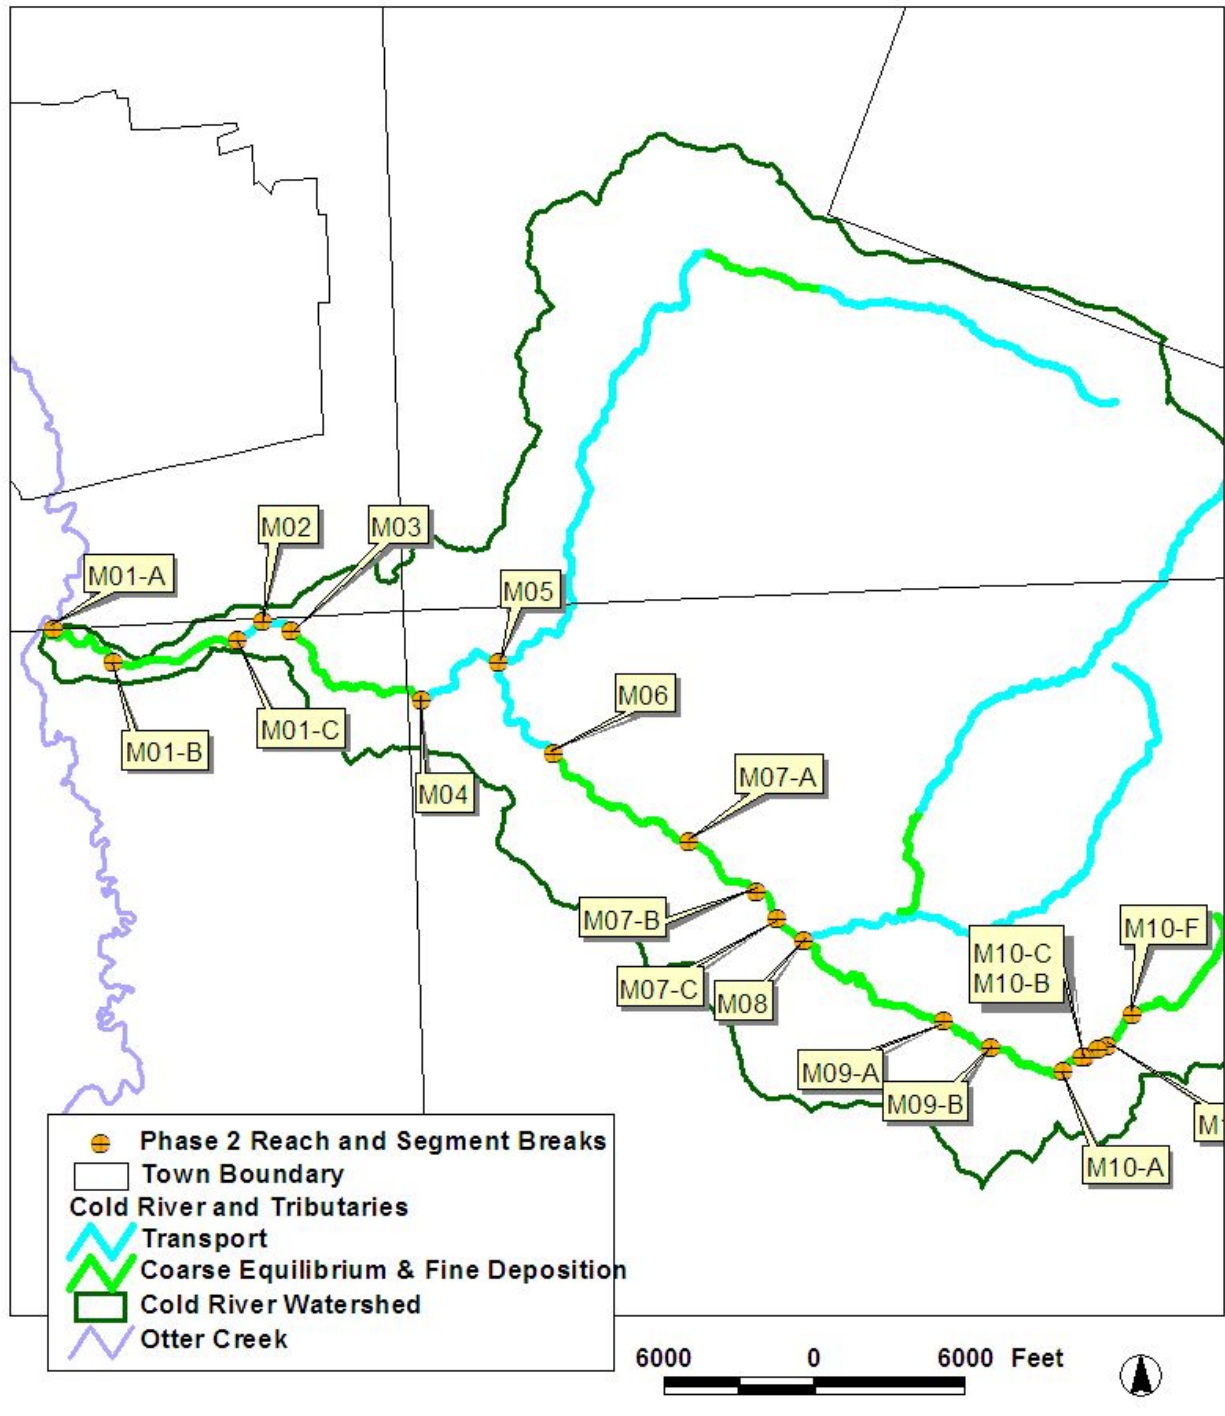 M02
M03
M01-A
M05
M06
M01-C
M01-B
M07-A
M04
M07-B
M10-F
M10-C
M10-B
M07-C
M08
M09-A
M09-B
M1
M10-A
Phase 2 Reach and Segment Breaks
Town Boundary
Cold River and Tributaries
Transport
Coarse Equilibrium & Fine Deposition
Cold River Watershed
Otter Creek
6000 0 6000 Feet